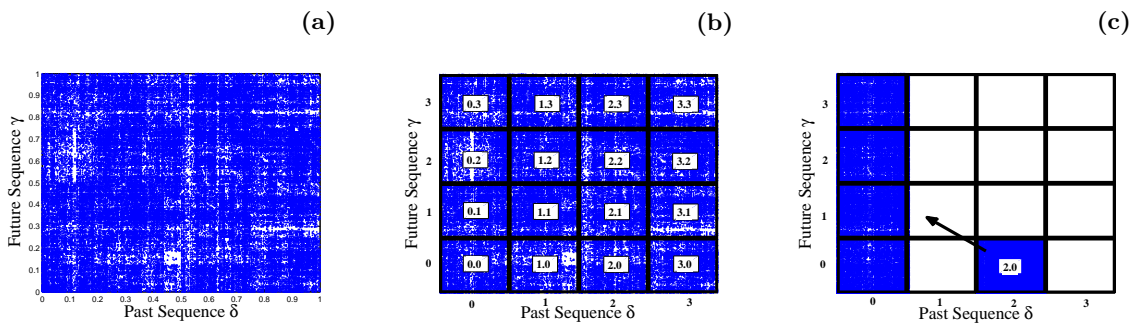 (a)
1
0.9
0.8
0.7
0.6
0.5
0.4
0.3
0.2
0.1
0
Future Sequence γ
0 0.1 0.2 0.3 0.4 0.5 0.6 0.7 0.8 0.9 1
Past Sequence δ
(b)
3
2
1
0
Future Sequence γ
0.3 1.3 2.3 3.3
0.2 1.2 2.2 3.2
0.1 1.1 2.1 3.1
0.0 1.0 2.0 3.0
0 1 2 3
Past Sequence δ
(c)
3
2
1
0
Future Sequence γ
2.0
0 1 2 3
Past Sequence δ